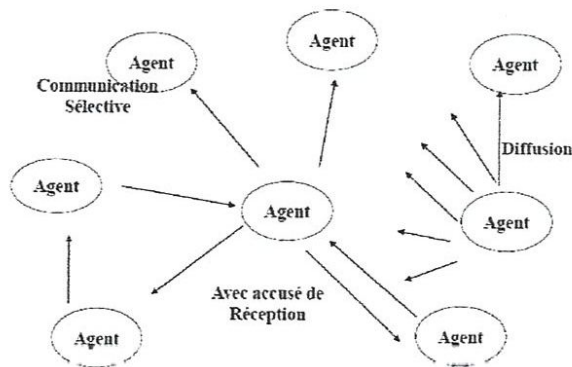 Agent
Agent
Agent
Communication
Sélective
Diffusion
Agent
Agent
Agent
Avec accusé de
Réception
Agent
Agent